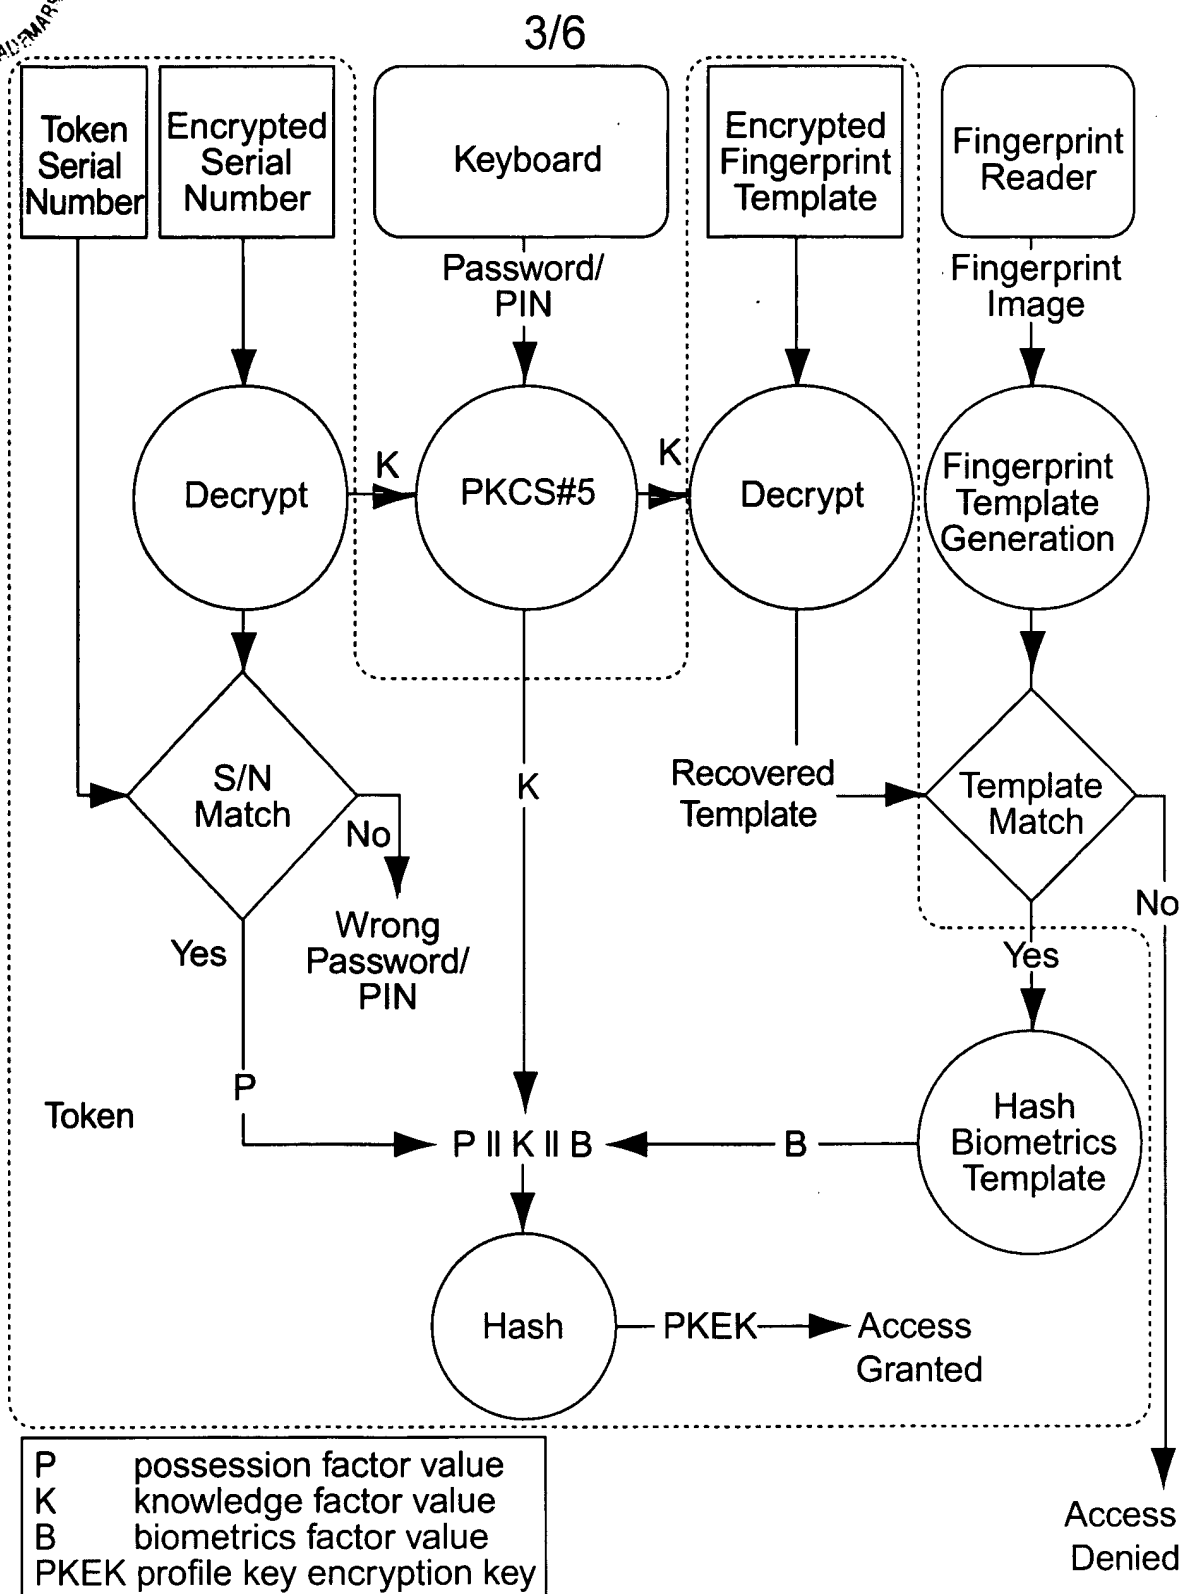 3/6
Token
Serial
Number
Encrypted
Serial
Number
Keyboard
Encrypted
Fingerprint
Template
Fingerprint
Reader
Password/
PIN
Fingerprint
Image
Decrypt
K
PKCS#5
K
Decrypt
Fingerprint
Template
Generation
S/N
Match
No
Wrong
Password/
PIN
Yes
K
Recovered
Template
Template
Match
No
Yes
P
Token
P || K || B
B
Hash
Biometrics
Template
Hash
PKEK
Access
Granted
P possession factor value
K knowledge factor value
B biometrics factor value
PKEK profile key encryption key
Access
Denied